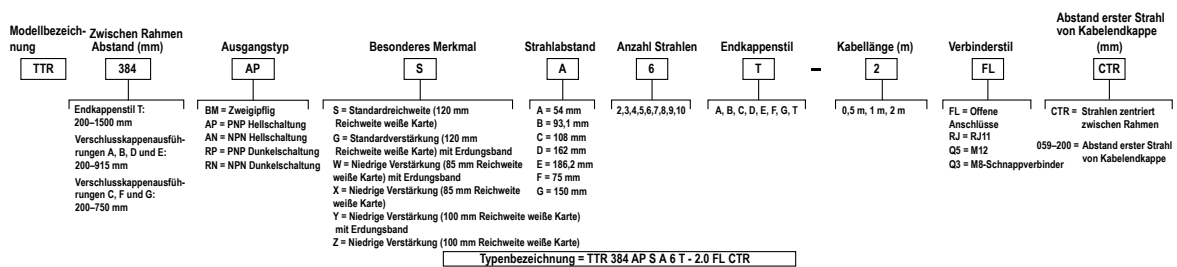 Modellbezeich-
nung
TTR
Zwischen Rahmen
Abstand (mm)
384
Endkappenstil T:
200–1500 mm
Verschlusskappenausfüh-
rungen A, B, D und E:
200–915 mm
Verschlusskappenausfüh-
rungen C, F und G:
200–750 mm
Ausgangstyp
AP
BM = Zweigipflig
AP = PNP Hellschaltung
AN = NPN Hellschaltung
RP = PNP Dunkelschaltung
RN = NPN Dunkelschaltung
Besonderes Merkmal
S
S = Standardreichweite (120 mm
Reichweite weiße Karte)
G = Standardverstärkung (120 mm
Reichweite weiße Karte) mit Erdungsband
W = Niedrige Verstärkung (85 mm Reichweite
weiße Karte) mit Erdungsband
X = Niedrige Verstärkung (85 mm Reichweite
weiße Karte)
Y = Niedrige Verstärkung (100 mm Reichweite weiße Karte)
mit Erdungsband
Z = Niedrige Verstärkung (100 mm Reichweite weiße Karte)
Strahlabstand
A
A = 54 mm
B = 93,1 mm
C = 108 mm
D = 162 mm
E = 186,2 mm
F = 75 mm
G = 150 mm
Anzahl Strahlen
6
2,3,4,5,6,7,8,9,10
Endkappenstil
T
A, B, C, D, E, F, G, T
–
Kabellänge (m)
2
0,5 m, 1 m, 2 m
Verbinderstil
FL
FL = Offene
Anschlüsse
RJ = RJ11
Q5 = M12
Q3 = M8-Schnappverbinder
Abstand erster Strahl
von Kabelendkappe
(mm)
CTR
CTR = Strahlen zentriert
zwischen Rahmen
059–200 = Abstand erster Strahl
von Kabelendkappe
Typenbezeichnung = TTR 384 AP S A 6 T - 2.0 FL CTR